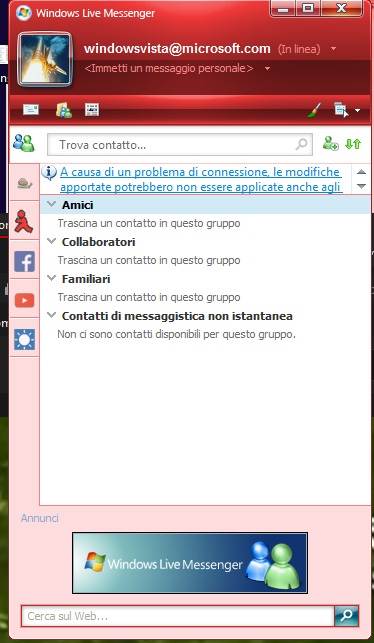 Windows Live Messenger
windowsvista@microsoft.com (In linea)
<Immetti un messaggio personale>
Trova contatto...
A causa di un problema di connessione, le modifiche
apportate potrebbero non essere applicate anche agli
Amici
Trascina un contatto in questo gruppo
Collaboratori
Trascina un contatto in questo gruppo
Familiari
Trascina un contatto in questo gruppo
Contatti di messaggistica non istantanea
Non ci sono contatti disponibili per questo gruppo.
Annunci
Windows Live Messenger
Cerca sul Web...